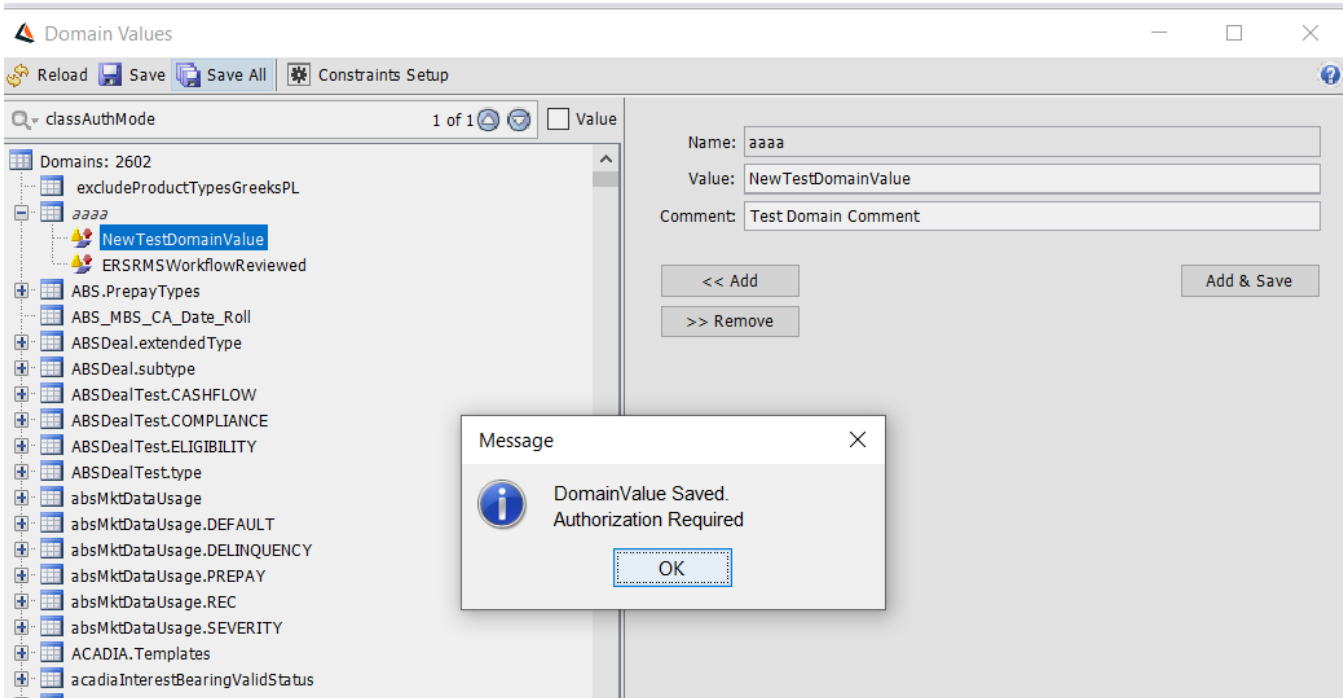 Domain Values
Reload Save Save All Constraints Setup
classAuthMode 1 of 1 Value
Domains: 2602
excludeProductTypesGreeksPL
aaaa
NewTestDomainValue
ERSRMSWorkflowReviewed
ABS.PrepayTypes
ABS_MBS_CA_Date_Roll
ABSDeal.extendedType
ABSDeal.subtype
ABSDealTest.CASHFLOW
ABSDealTest.COMPLIANCE
ABSDealTest.ELIGIBILITY
ABSDealTest.type
absMktDataUsage
absMktDataUsage.DEFAULT
absMktDataUsage.DELINQUENCY
absMktDataUsage.PREPAY
absMktDataUsage.REC
absMktDataUsage.SEVERITY
ACADIA.Templates
acadiaInterestBearingValidStatus
Name: aaaa
Value: NewTestDomainValue
Comment: Test Domain Comment
<< Add Add & Save
>> Remove
Message
DomainValue Saved.
Authorization Required
OK